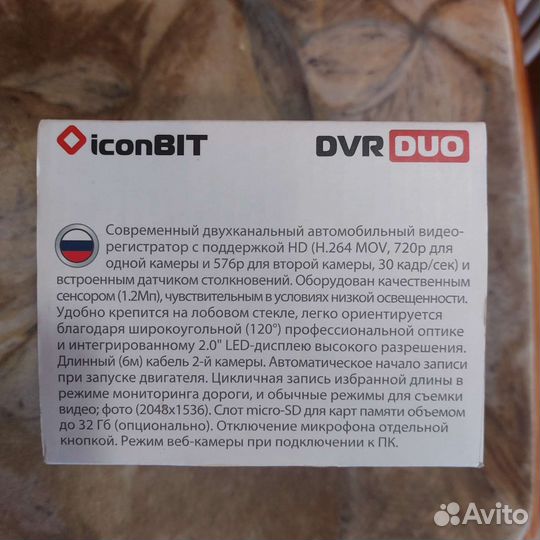 iconBIT DVR DUO
Современный двухканальный автомобильный видео-
регистратор с поддержкой HD (H.264 MOV, 720p для
одной камеры и 576p для второй камеры, 30 кадр/сек) и
встроенным датчиком столкновений. Оборудован качественным
сенсором (1.2Мп), чувствительным в условиях низкой освещенности.
Удобно крепится на лобовом стекле, легко ориентируется
благодаря широкоугольной (120°) профессиональной оптике
и интегрированному 2.0" LED-дисплею высокого разрешения.
Длинный (6м) кабель 2-й камеры. Автоматическое начало записи
при запуске двигателя. Цикличная запись избранной длины в
режиме мониторинга дороги, и обычные режимы для съемки
видео; фото (2048x1536). Слот micro-SD для карт памяти объемом
до 32 Гб (опционально). Отключение микрофона отдельной
кнопкой. Режим веб-камеры при подключении к ПК.
Avito